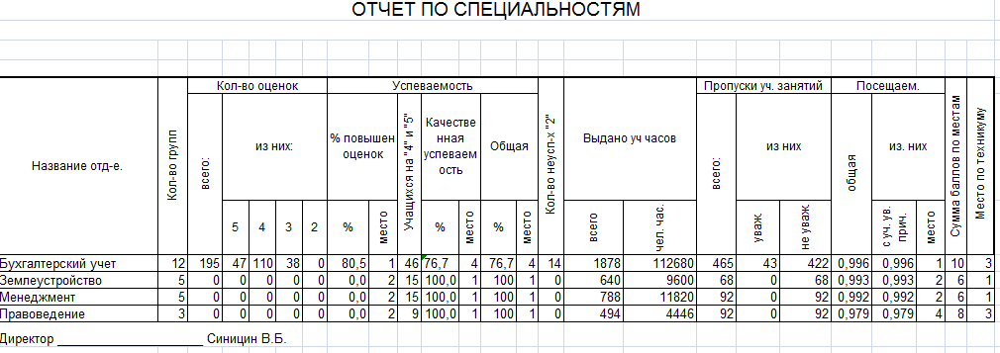 ОТЧЕТ ПО СПЕЦИАЛЬНОСТЯМ
Название отд-е.
Кол-во групп
Кол-во оценок
всего:
из них:
5 4 3 2
Успеваемость
% повышен оценок
% место
Учащихся на "4" и "5"
Качестве
нная
успеваем
ость
% место
Общая
% место
Кол-во неусп-х "2"
Выдано уч часов
всего
чел. час.
Пропуски уч. занятий
всего:
из них
уваж.
не уваж.
Посещаем.
общая
из. них
с уч. ув. прич.
место
Сумма баллов по местам
Место по техникуму
Бухгалтерский учет 12 195 47 110 38 0 80,5 1 46 76,7 4 76,7 4 14 1878 112680 465 43 422 0,996 0,996 1 10 3
Землеустройство 5 0 0 0 0 0 0,0 2 15 100,0 1 100 1 0 640 9600 68 0 68 0,993 0,993 2 6 1
Менеджмент 5 0 0 0 0 0 0,0 2 15 100,0 1 100 1 0 788 11820 92 0 92 0,992 0,992 2 6 1
Правоведение 3 0 0 0 0 0 0,0 2 9 100,0 1 100 1 0 494 4446 92 0 92 0,979 0,979 4 8 3
Директор ______________________ Синицин В.Б.